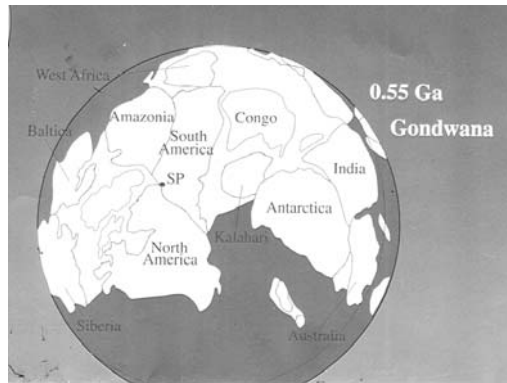 West Africa
0.55 Ga
Gondwana
Baltica
Amazonia
South
America
Congo
India
SP
Antarctica
North
America
Kalahari
Siberia
Australia